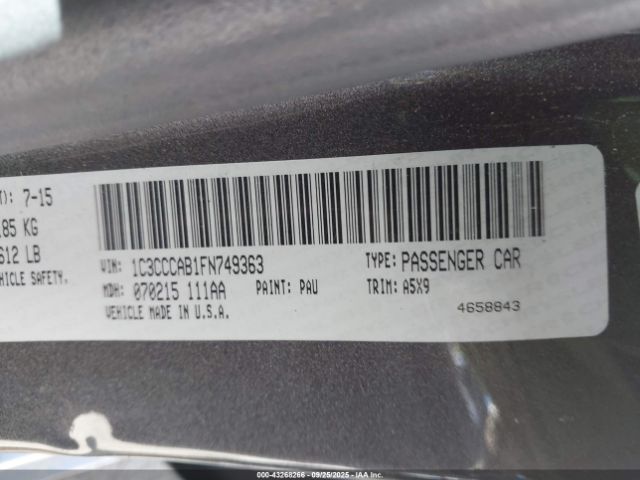 T): 7-15
85 KG
612 LB
HICLE SAFETY.
VIN: 1C3CCCAB1FN749363
TYPE: PASSENGER CAR
MDH: 070215 111AA
PAINT: PAU
TRIM: A5X9
VEHICLE MADE IN U.S.A.
4658843
000-43268266 - 09/25/2025 - IAA Inc.